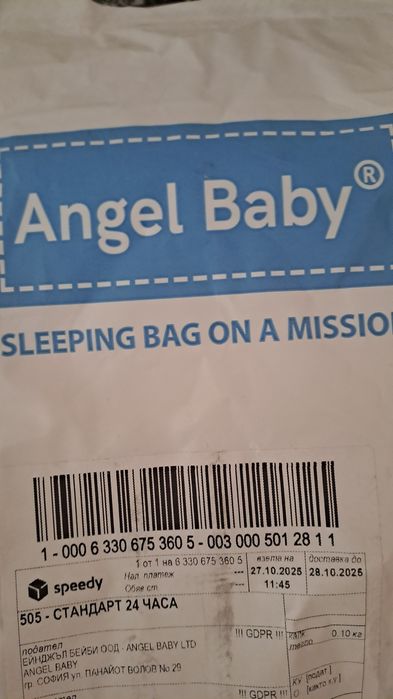 Angel Baby®
SLEEPING BAG ON A MISSIO
1 - 000 6 330 675 360 5 - 003 000 501 28 1 1
speedy
1 от 1 на 6 330 675 360 5
Нал. платеж ---
Обяв ст. ---
взета на
27.10.2025
11:45
доставка до
28.10.2025
505 - СТАНДАРТ 24 ЧАСА
подател
!!! GDPR !!!
ЕЙНДЖЪЛ БЕЙБИ ООД - ANGEL BABY LTD
ANGEL BABY
гр. СОФИЯ ул. ПАНАЙОТ ВОЛОВ No 29
тегло
0.10 кг
!!! GDPR !!!